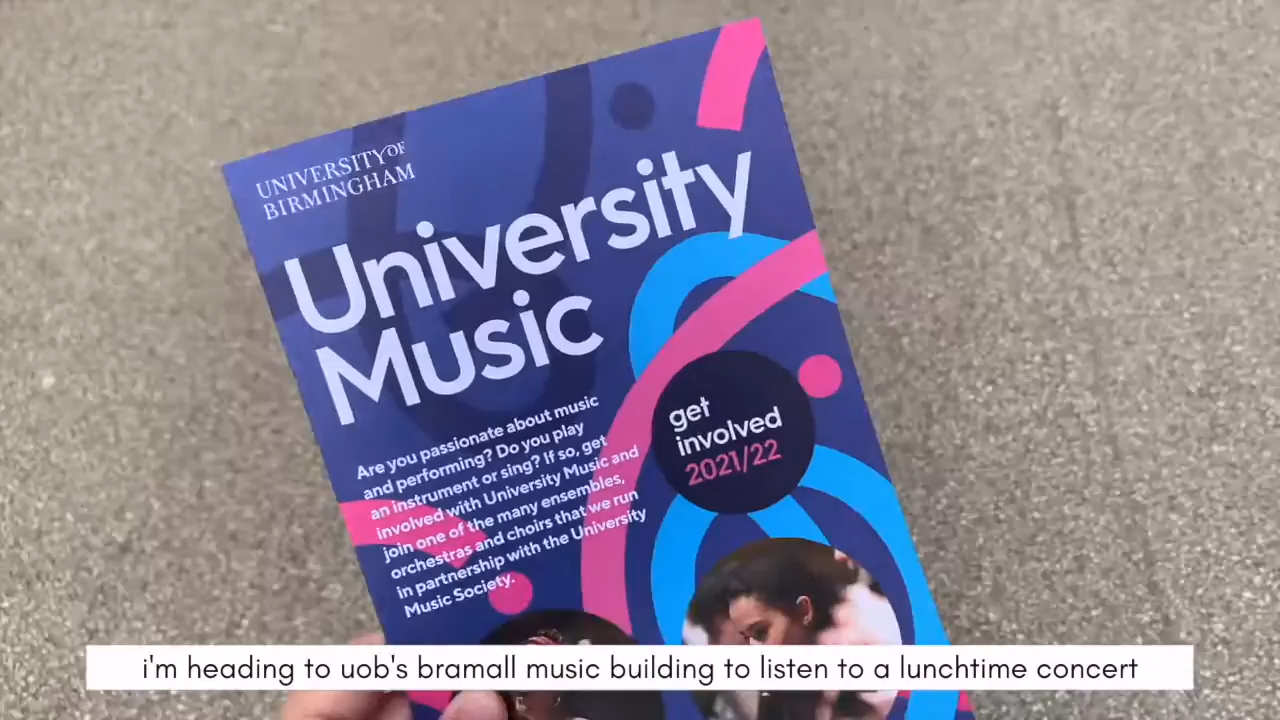 UNIVERSITY OF
BIRMINGHAM
University
Music
Are you passionate about music
and performing? Do you play
an instrument or sing? If so, get
involved with University Music and
join one of the many ensembles,
orchestras and choirs that we run
in partnership with the University
Music Society.
get
involved
2021/22
i'm heading to uob's bramall music building to listen to a lunchtime concert